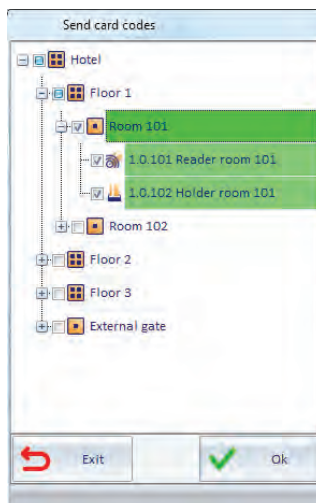 Send card codes
Hotel
Floor 1
Room 101
1.0.101 Reader room 101
1.0.102 Holder room 101
Room 102
Floor 2
Floor 3
External gate
Exit
Ok